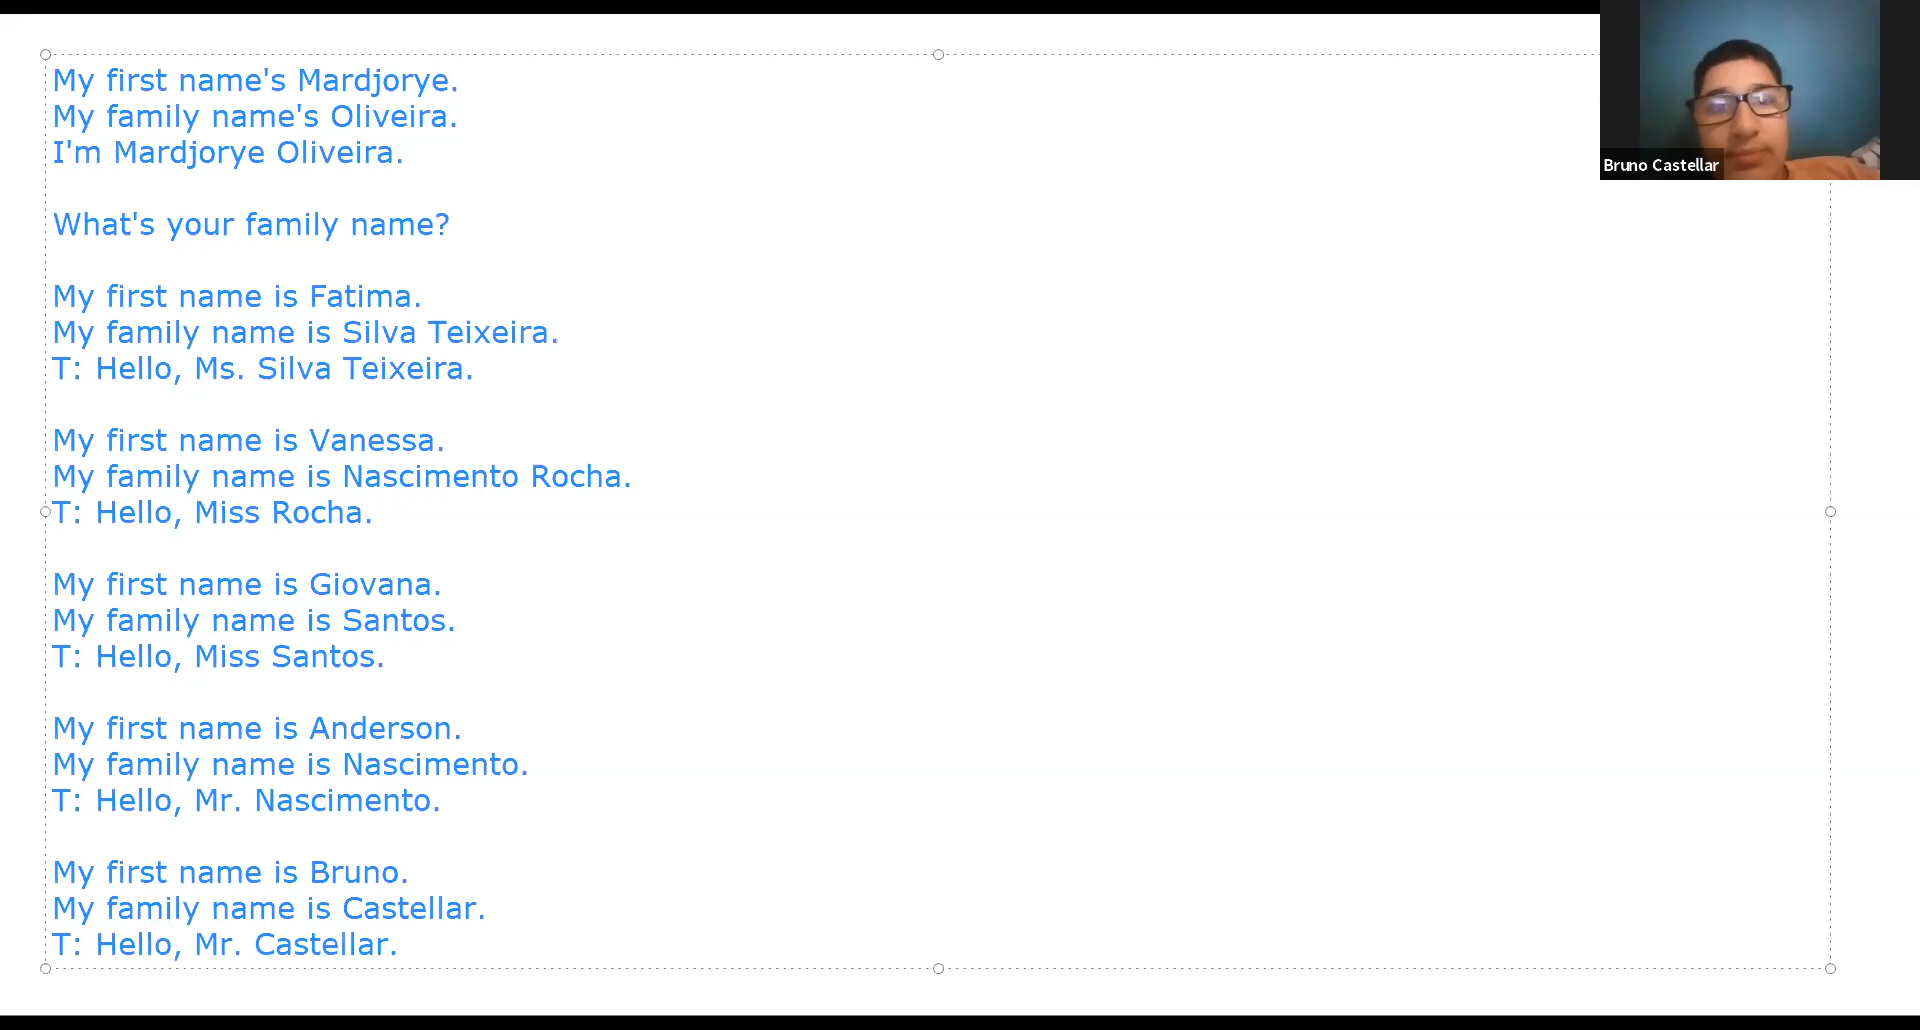 My first name's Mardjorye.
My family name's Oliveira.
I'm Mardjorye Oliveira.
What's your family name?
My first name is Fatima.
My family name is Silva Teixeira.
T: Hello, Ms. Silva Teixeira.
My first name is Vanessa.
My family name is Nascimento Rocha.
T: Hello, Miss Rocha.
My first name is Giovana.
My family name is Santos.
T: Hello, Miss Santos.
My first name is Anderson.
My family name is Nascimento.
T: Hello, Mr. Nascimento.
My first name is Bruno.
My family name is Castellar.
T: Hello, Mr. Castellar.
Bruno Castellar